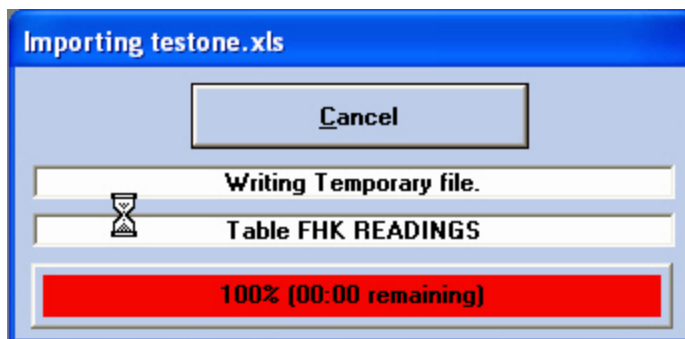 Importing testone.xls
Cancel
Writing Temporary file.
Table FHK READINGS
100% (00:00 remaining)